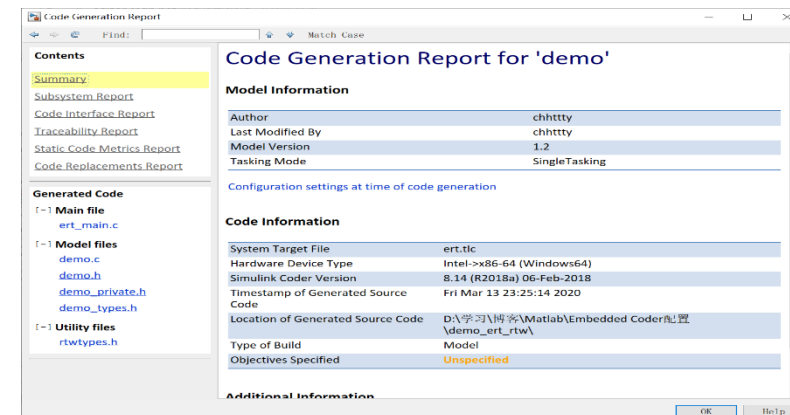 Code Generation Report
Find:
Match Case
Contents
Summary
Subsystem Report
Code Interface Report
Traceability Report
Static Code Metrics Report
Code Replacements Report
Generated Code
[-] Main file
ert_main.c
[-] Model files
demo.c
demo.h
demo_private.h
demo_types.h
[-] Utility files
rtwtypes.h
Code Generation Report for 'demo'
Model Information
Author chhttty
Last Modified By chhttty
Model Version 1.2
Tasking Mode SingleTasking
Configuration settings at time of code generation
Code Information
System Target File ert.tlc
Hardware Device Type Intel->x86-64 (Windows64)
Simulink Coder Version 8.14 (R2018a) 06-Feb-2018
Timestamp of Generated Source Fri Mar 13 23:25:14 2020
Code
Location of Generated Source Code D:\学习\博客\Matlab\Embedded Coder配置
\demo_ert_rtw\
Type of Build Model
Objectives Specified Unspecified
Additional Information
OK Help